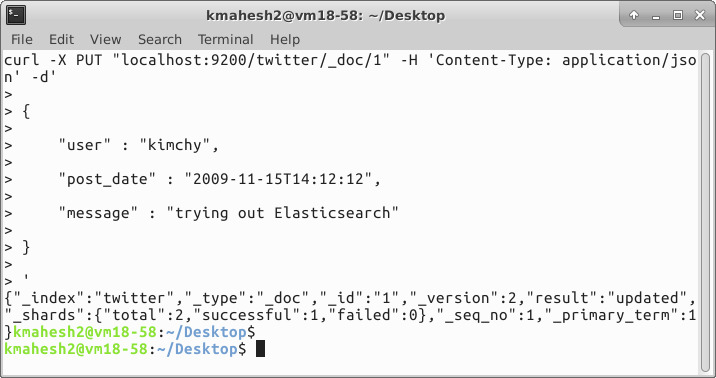 kmahesh2@vm18-58: ~/Desktop
File Edit View Search Terminal Help
curl -X PUT "localhost:9200/twitter/_doc/1" -H 'Content-Type: application/jso
n' -d'
>
> {
>
>     "user" : "kimchy",
>
>     "post_date" : "2009-11-15T14:12:12",
>
>     "message" : "trying out Elasticsearch"
>
> }
>
> '
{"_index":"twitter","_type":"_doc","_id":"1","_version":2,"result":"updated",
"_shards":{"total":2,"successful":1,"failed":0},"_seq_no":1,"_primary_term":1
}kmahesh2@vm18-58:~/Desktop$
kmahesh2@vm18-58:~/Desktop$